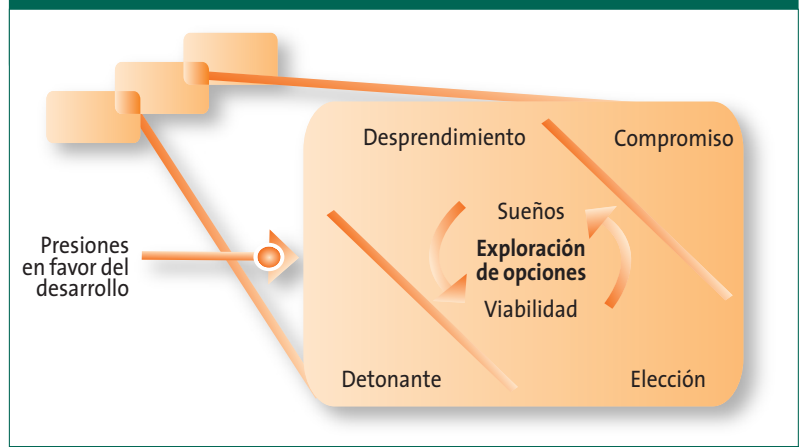 Desprendimiento
Compromiso
Sueños
Exploración
de opciones
Viabilidad
Presiones
en favor del
desarrollo
Detonante
Elección